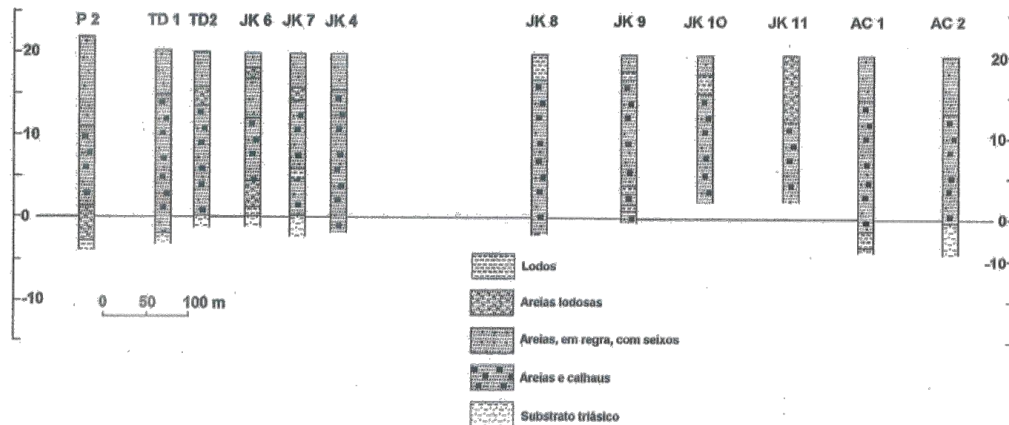 P 2 TD 1 TD2 JK 6 JK 7 JK 4 JK 8 JK 9 JK 10 JK 11 AC 1 AC 2
20 20
10 10
0 0
-10 -10
0 50 100 m
Lodos
Areias lodosas
Areias, em regra, com seixos
Areias e calhaus
Substrato triásico